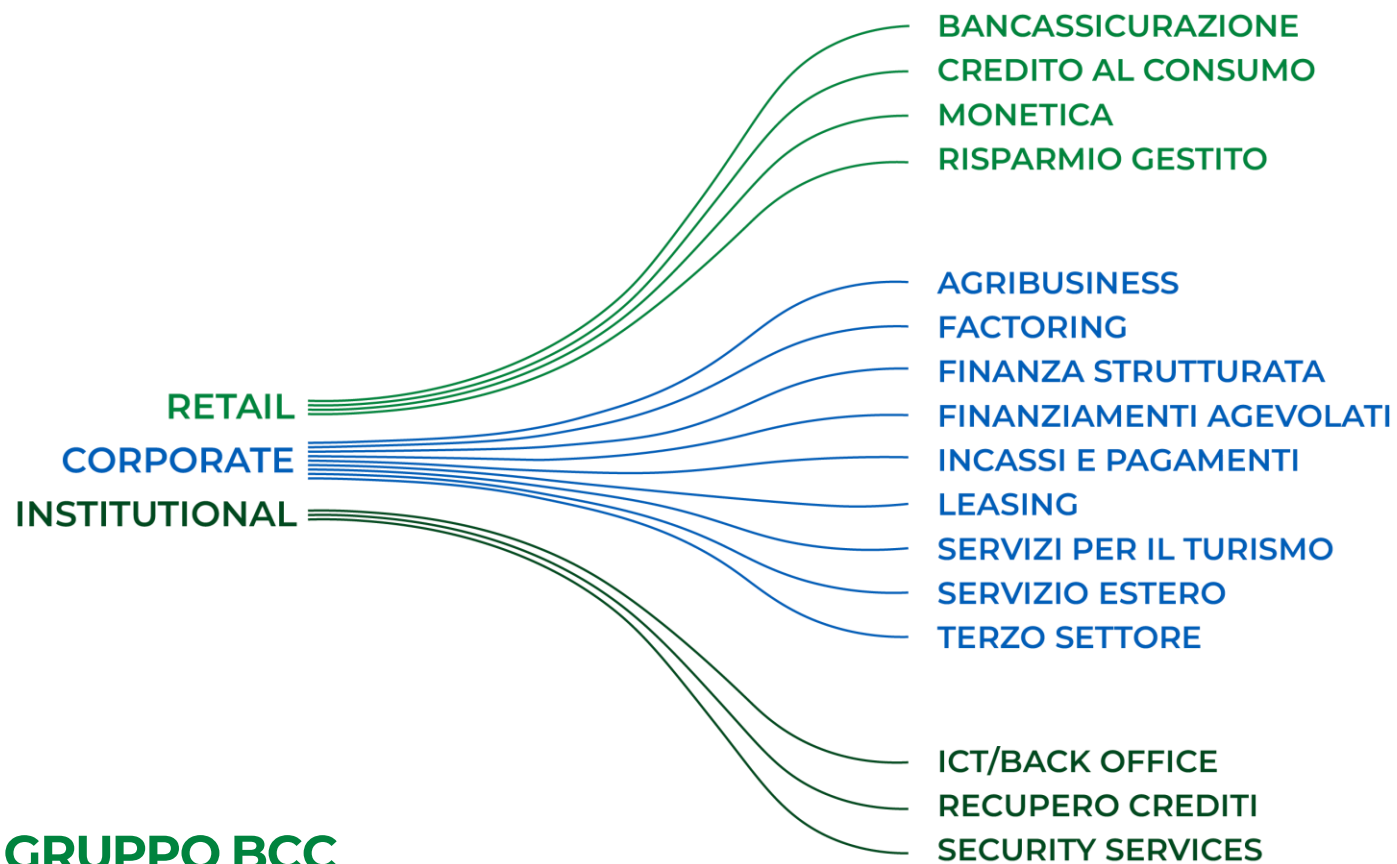 BANCASSICURAZIONE
CREDITO AL CONSUMO
MONETICA
RISPARMIO GESTITO
AGRIBUSINESS
FACTORING
FINANZA STRUTTURATA
FINANZIAMENTI AGEVOLATI
INCASSI E PAGAMENTI
LEASING
SERVIZI PER IL TURISMO
SERVIZIO ESTERO
TERZO SETTORE
RETAIL
CORPORATE
INSTITUTIONAL
ICT/BACK OFFICE
RECUPERO CREDITI
SECURITY SERVICES
GRUPPO BCC